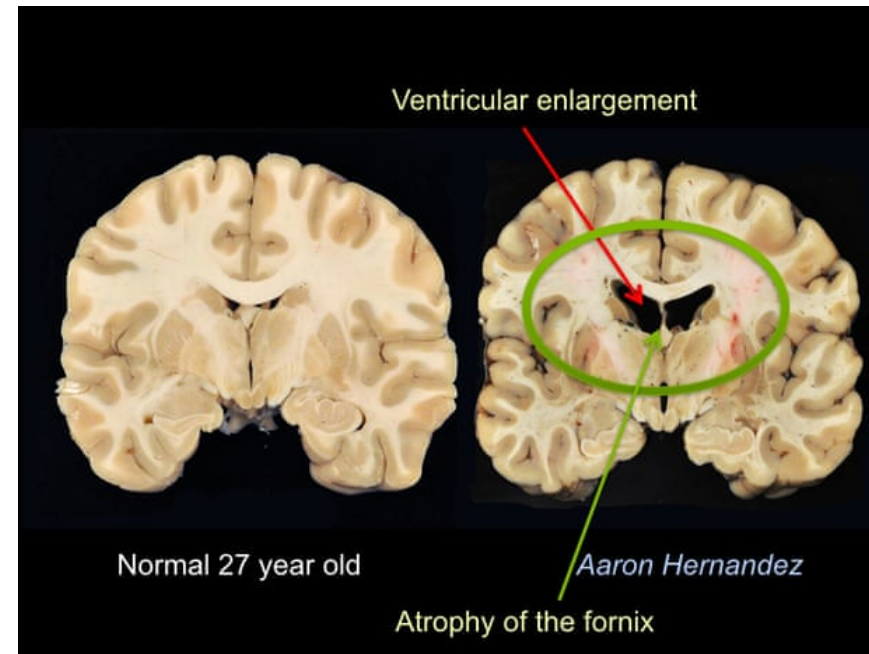 Ventricular enlargement
Normal 27 year old
Aaron Hernandez
Atrophy of the fornix